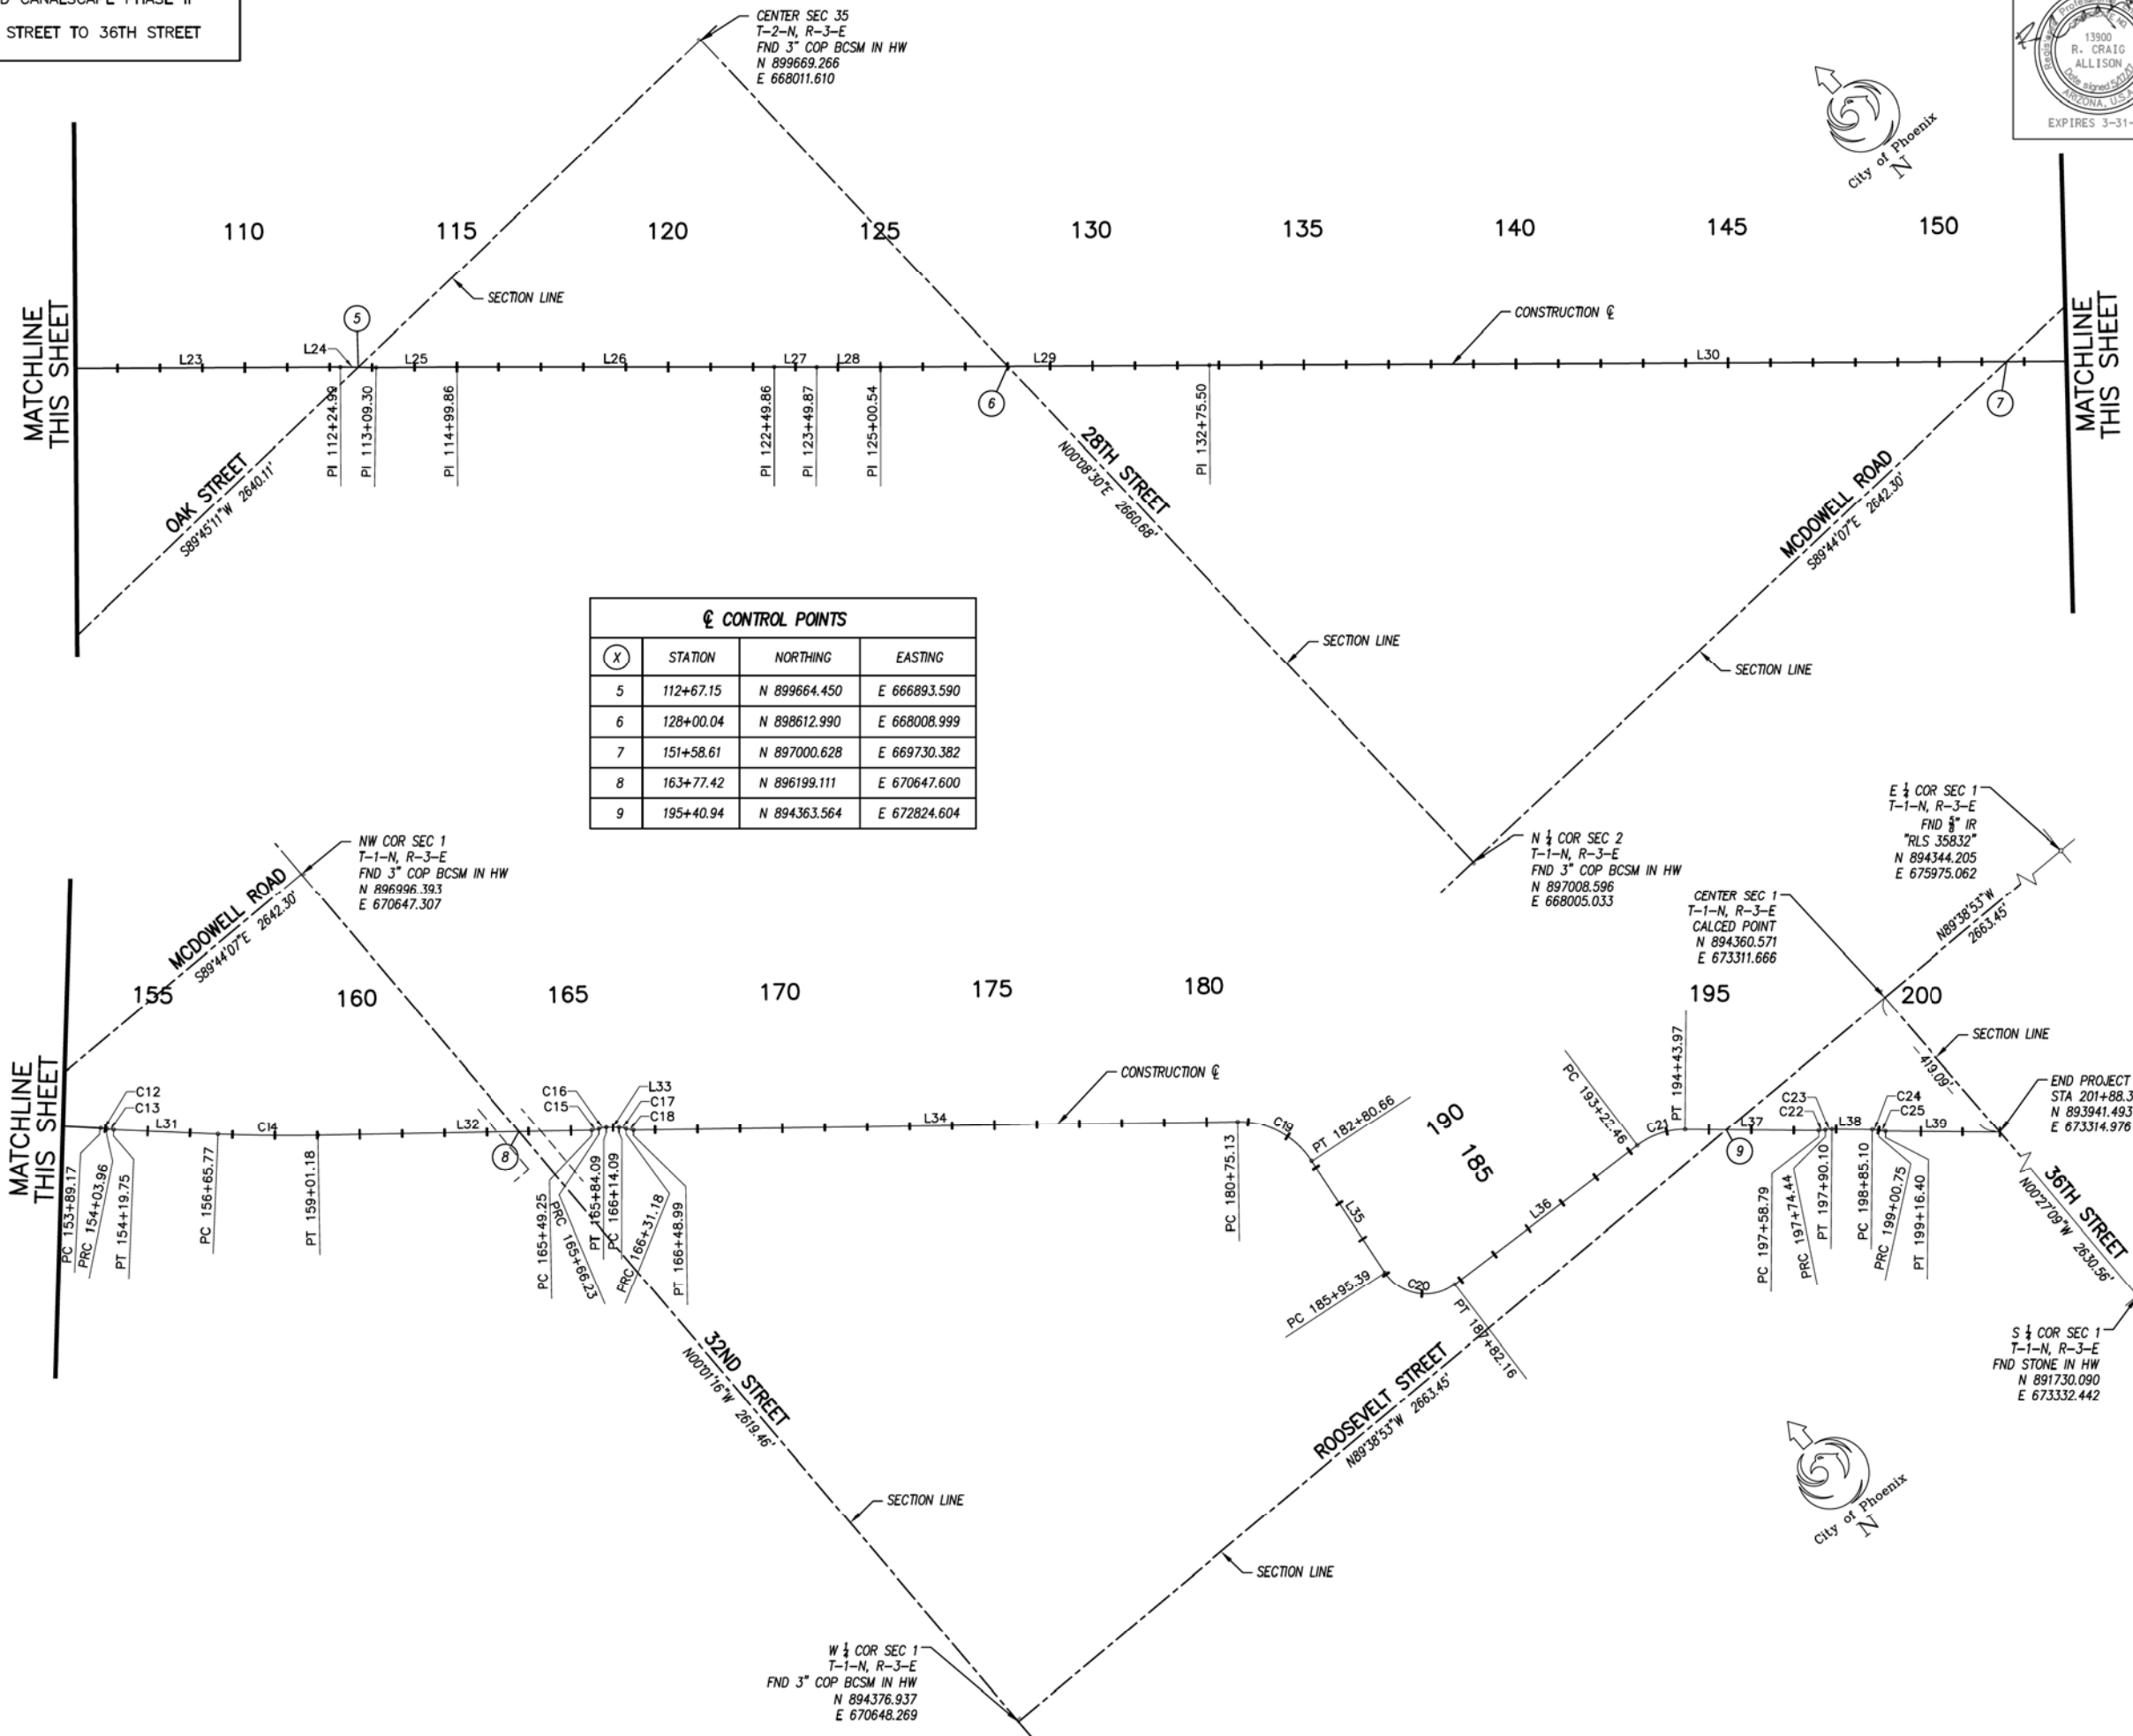 STREET TO 36TH STREET
13900
R. CRAIG
ALLISON
ARIZONA, U.S.A.
EXPIRES 3-31-
CENTER SEC 35
T-2-N, R-3-E
FND 3" COP BCSM IN HW
N 899669.266
E 668011.610
City of Phoenix
N
110
115
120
125
130
135
140
145
150
MATCHLINE
THIS SHEET
SECTION LINE
CONSTRUCTION ℄
MATCHLINE
THIS SHEET
5
L23
L24
L25
L26
L27
L28
L29
L30
6
7
PI 112+24.99
PI 113+09.30
PI 114+99.86
PI 122+49.86
PI 123+49.87
PI 125+00.54
PI 132+75.50
OAK STREET
S89°45'11"W 2640.11'
28TH STREET
N00°08'30"E 2660.68'
MCDOWELL ROAD
S89°44'07"E 2642.30'
SECTION LINE
SECTION LINE
℄ CONTROL POINTS
X STATION NORTHING EASTING
5 112+67.15 N 899664.450 E 666893.590
6 128+00.04 N 898612.990 E 668008.999
7 151+58.61 N 897000.628 E 669730.382
8 163+77.42 N 896199.111 E 670647.600
9 195+40.94 N 894363.564 E 672824.604
NW COR SEC 1
T-1-N, R-3-E
FND 3" COP BCSM IN HW
N 896996.393
E 670647.307
N ¼ COR SEC 2
T-1-N, R-3-E
FND 3" COP BCSM IN HW
N 897008.596
E 668005.033
E ¼ COR SEC 1
T-1-N, R-3-E
FND ⅝" IR
"RLS 35832"
N 894344.205
E 675975.062
CENTER SEC 1
T-1-N, R-3-E
CALCED POINT
N 894360.571
E 673311.666
N89°38'53"W
2663.45'
MCDOWELL ROAD
S89°44'07"E 2642.30'
155
160
165
170
175
180
190
185
195
200
MATCHLINE
THIS SHEET
C12
C13
L31
C14
L32
C16
C15
L33
C17
C18
L34
CONSTRUCTION ℄
C19
L35
C20
L36
C21
L37
C23
C22
L38
C24
C25
L39
8
9
SECTION LINE
419.09'
END PROJECT
STA 201+88.3
N 893941.493
E 673314.976
PC 153+89.17
PRC 154+03.96
PT 154+19.75
PC 156+65.77
PT 159+01.18
PC 165+49.25
PRC 165+66.23
PT 165+84.09
PC 166+14.09
PRC 166+31.18
PT 166+48.99
PC 180+75.13
PT 182+80.66
PC 185+95.39
PT 187+82.16
PC 193+22.46
PT 194+43.97
PC 197+58.79
PRC 197+74.44
PT 197+90.10
PC 198+85.10
PRC 199+00.75
PT 199+16.40
36TH STREET
N00°27'09"W 2630.56'
32ND STREET
N00°01'16"W 2619.46'
ROOSEVELT STREET
N89°38'53"W 2663.45'
S ¼ COR SEC 1
T-1-N, R-3-E
FND STONE IN HW
N 891730.090
E 673332.442
SECTION LINE
SECTION LINE
City of Phoenix
N
W ¼ COR SEC 1
T-1-N, R-3-E
FND 3" COP BCSM IN HW
N 894376.937
E 670648.269